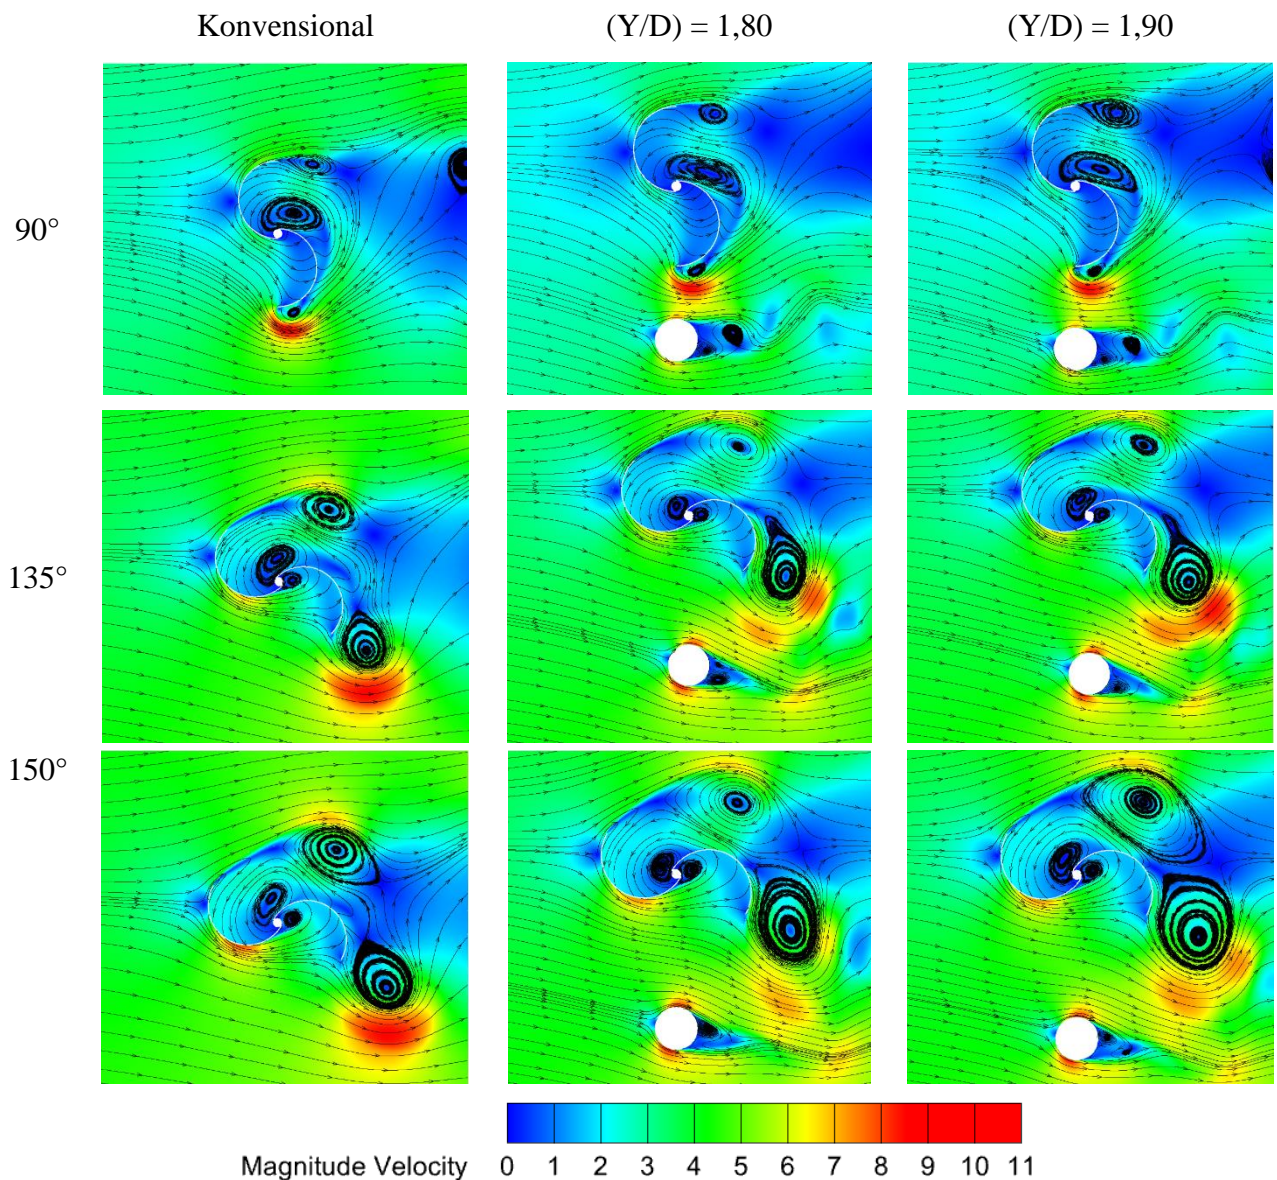 Konvensional (Y/D) = 1,80 (Y/D) = 1,90
90°
135°
150°
Magnitude Velocity 0 1 2 3 4 5 6 7 8 9 10 11